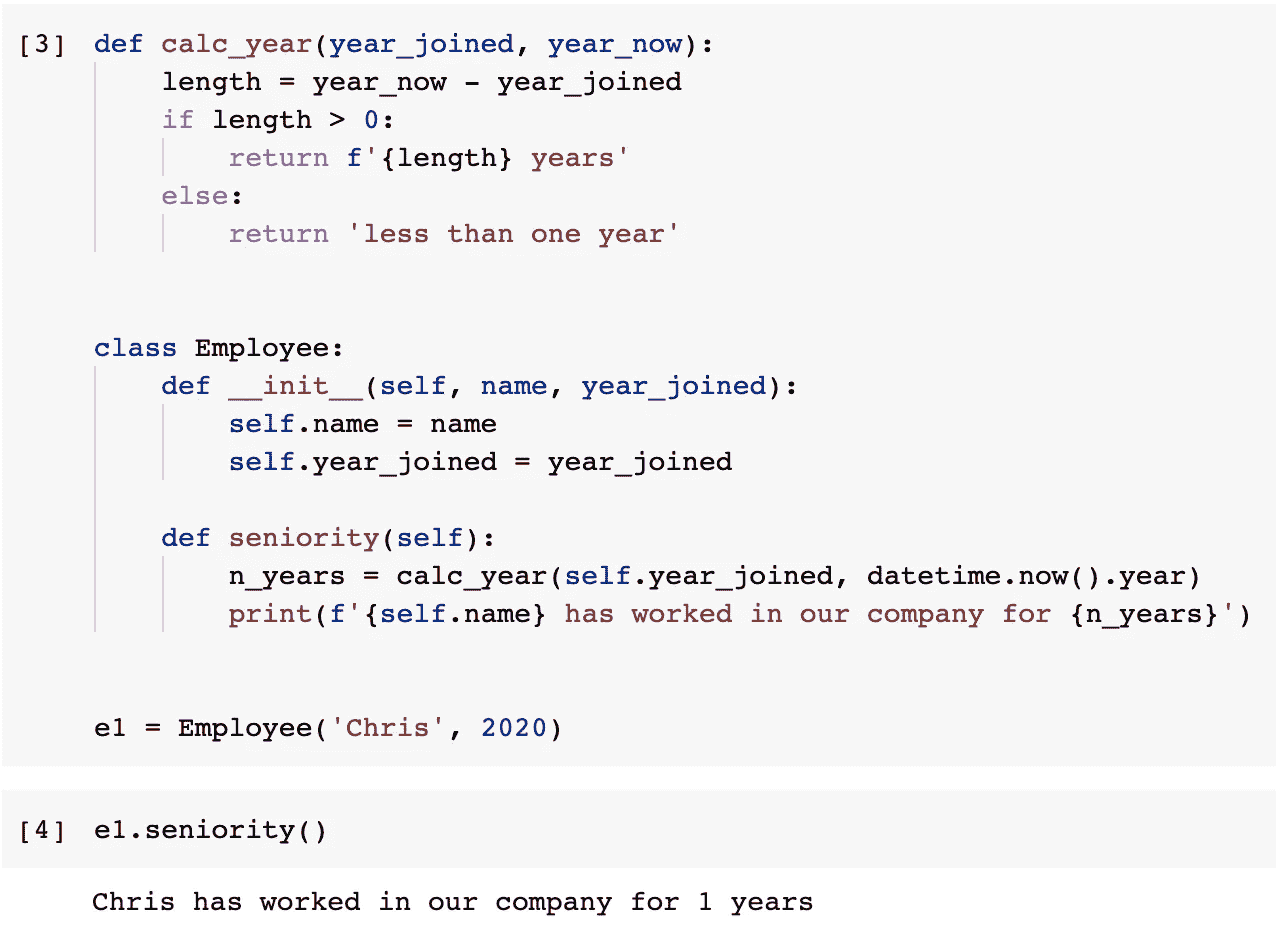 [3] def calc_year(year_joined, year_now):
length = year_now - year_joined
if length > 0:
return f'{length} years'
else:
return 'less than one year'
class Employee:
def __init__(self, name, year_joined):
self.name = name
self.year_joined = year_joined
def seniority(self):
n_years = calc_year(self.year_joined, datetime.now().year)
print(f'{self.name} has worked in our company for {n_years}')
e1 = Employee('Chris', 2020)
[4] e1.seniority()
Chris has worked in our company for 1 years